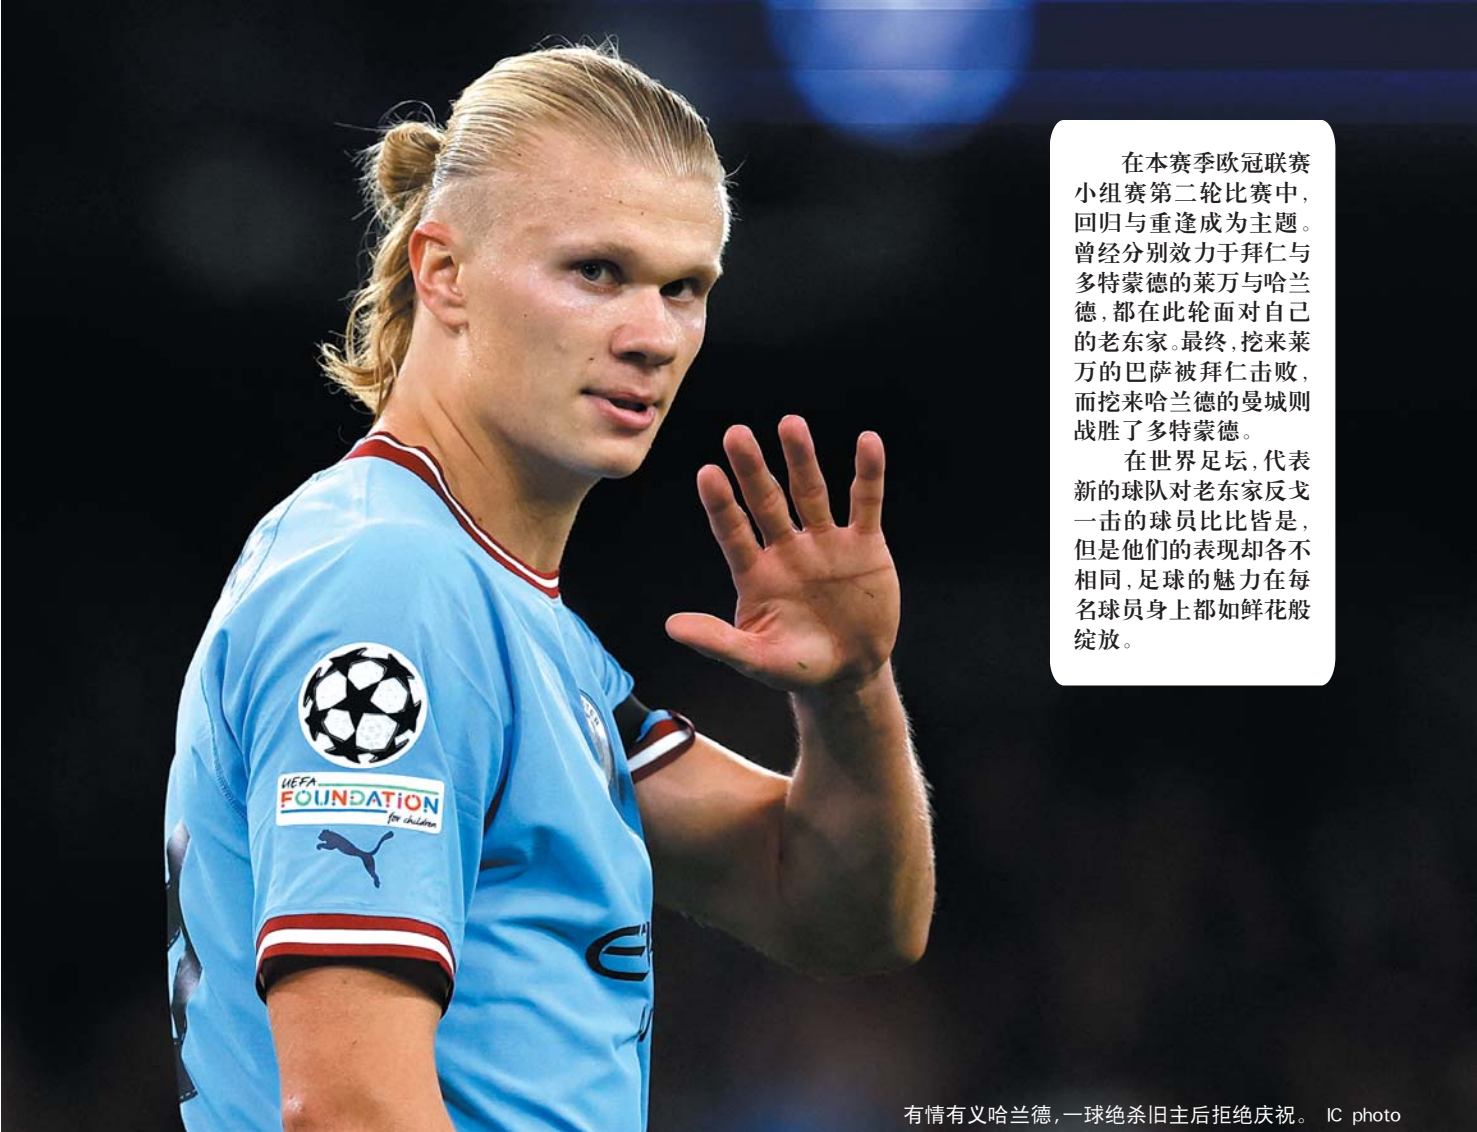 在本赛季欧冠联赛
小组赛第二轮比赛中，
回归与重逢成为主题。
曾经分别效力于拜仁与
多特蒙德的莱万与哈兰
德，都在此轮面对自己
的老东家。最终，挖来莱
万的巴萨被拜仁击败，
而挖来哈兰德的曼城则
战胜了多特蒙德。
在世界足坛，代表
新的球队对老东家反戈
一击的球员比比皆是，
但是他们的表现却各不
相同，足球的魅力在每
名球员身上都如鲜花般
绽放。
UEFA
FOUNDATION
for children
有情有义哈兰德，一球绝杀旧主后拒绝庆祝。 IC photo